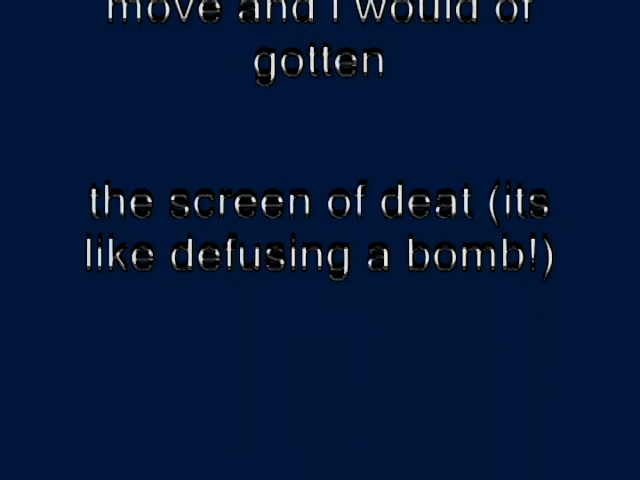 move and I would of
gotten
the screen of deat (its
like defusing a bomb!)